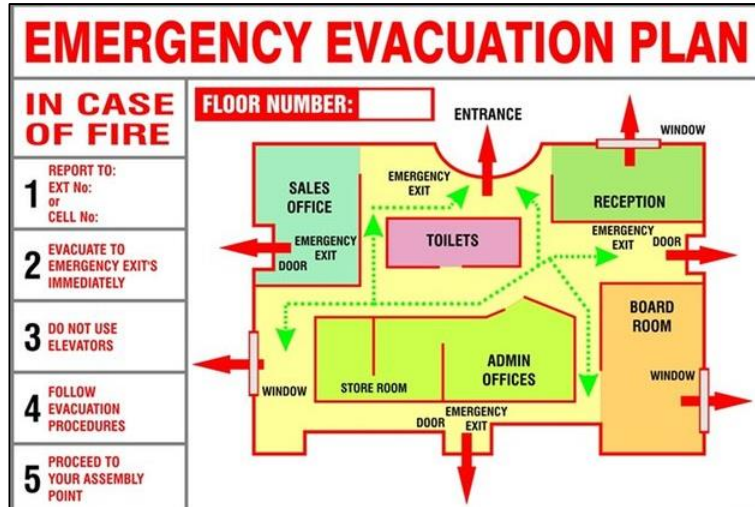 EMERGENCY EVACUATION PLAN
IN CASE
OF FIRE
1
REPORT TO:
EXT No:
or
CELL No:
2
EVACUATE TO
EMERGENCY EXIT'S
IMMEDIATELY
3
DO NOT USE
ELEVATORS
4
FOLLOW
EVACUATION
PROCEDURES
5
PROCEED TO
YOUR ASSEMBLY
POINT
FLOOR NUMBER:
ENTRANCE
WINDOW
EMERGENCY
EXIT
SALES
OFFICE
RECEPTION
TOILETS
EMERGENCY
EXIT
DOOR
EMERGENCY
EXIT
DOOR
BOARD
ROOM
ADMIN
OFFICES
STORE ROOM
WINDOW
WINDOW
DOOR
EMERGENCY
EXIT